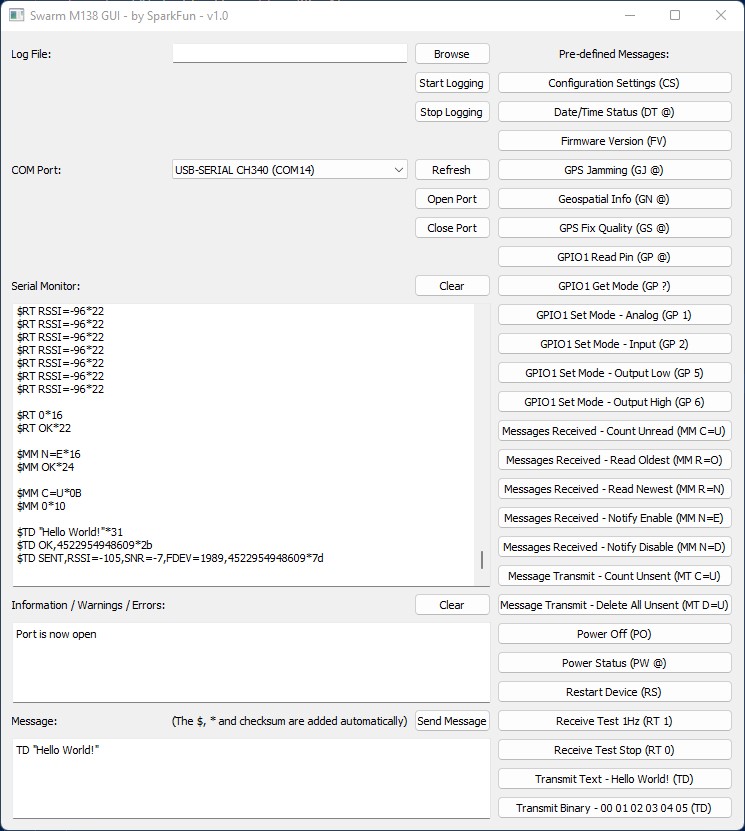 Swarm M138 GUI - by SparkFun - v1.0
Log File:
Browse
Pre-defined Messages:
Start Logging
Configuration Settings (CS)
Stop Logging
Date/Time Status (DT @)
Firmware Version (FV)
COM Port:
USB-SERIAL CH340 (COM14)
Refresh
GPS Jamming (GJ @)
Open Port
Geospatial Info (GN @)
Close Port
GPS Fix Quality (GS @)
GPIO1 Read Pin (GP @)
Serial Monitor:
Clear
GPIO1 Get Mode (GP ?)
$RT RSSI=-96*22
$RT RSSI=-96*22
$RT RSSI=-96*22
$RT RSSI=-96*22
$RT RSSI=-96*22
$RT RSSI=-96*22
$RT RSSI=-96*22
$RT 0*16
$RT OK*22
$MM N=E*16
$MM OK*24
$MM C=U*0B
$MM 0*10
$TD "Hello World!"*31
$TD OK,4522954948609*2b
$TD SENT,RSSI=-105,SNR=-7,FDEV=1989,4522954948609*7d
GPIO1 Set Mode - Analog (GP 1)
GPIO1 Set Mode - Input (GP 2)
GPIO1 Set Mode - Output Low (GP 5)
GPIO1 Set Mode - Output High (GP 6)
Messages Received - Count Unread (MM C=U)
Messages Received - Read Oldest (MM R=O)
Messages Received - Read Newest (MM R=N)
Messages Received - Notify Enable (MM N=E)
Messages Received - Notify Disable (MM N=D)
Message Transmit - Count Unsent (MT C=U)
Information / Warnings / Errors:
Clear
Message Transmit - Delete All Unsent (MT D=U)
Port is now open
Power Off (PO)
Power Status (PW @)
Restart Device (RS)
Message:
(The $, * and checksum are added automatically)
Send Message
Receive Test 1Hz (RT 1)
TD "Hello World!"
Receive Test Stop (RT 0)
Transmit Text - Hello World! (TD)
Transmit Binary - 00 01 02 03 04 05 (TD)